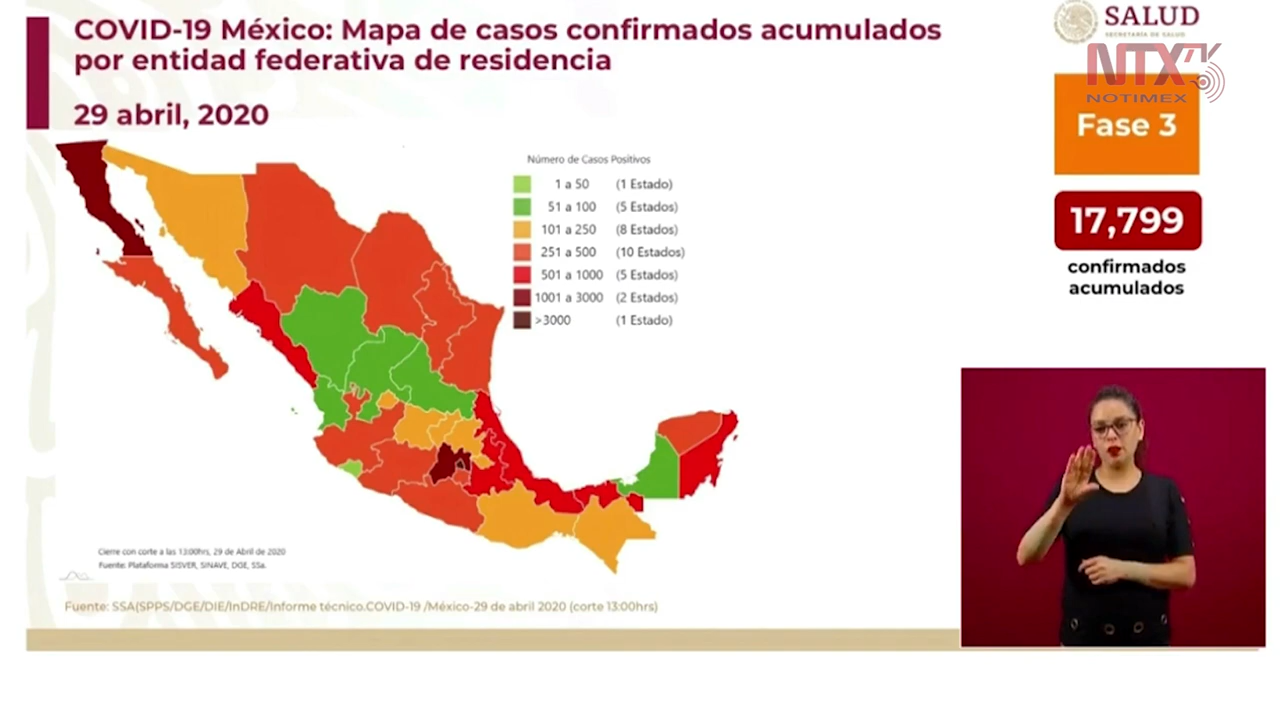 COVID-19 México: Mapa de casos confirmados acumulados
por entidad federativa de residencia
29 abril, 2020
SALUD
SECRETARÍA DE SALUD
NTX
NOTIMEX
Fase 3
17,799
confirmados
acumulados
Número de Casos Positivos
1 a 50 (1 Estado)
51 a 100 (5 Estados)
101 a 250 (8 Estados)
251 a 500 (10 Estados)
501 a 1000 (5 Estados)
1001 a 3000 (2 Estados)
>3000 (1 Estado)
Cierre con corte a las 13:00hrs, 29 de Abril de 2020
Fuente: Plataforma SISVER, SINAVE, DGE, SSa.
Fuente: SSA(SPPS/DGE/DIE/InDRE/Informe técnico.COVID-19 /México-29 de abril 2020 (corte 13:00hrs)